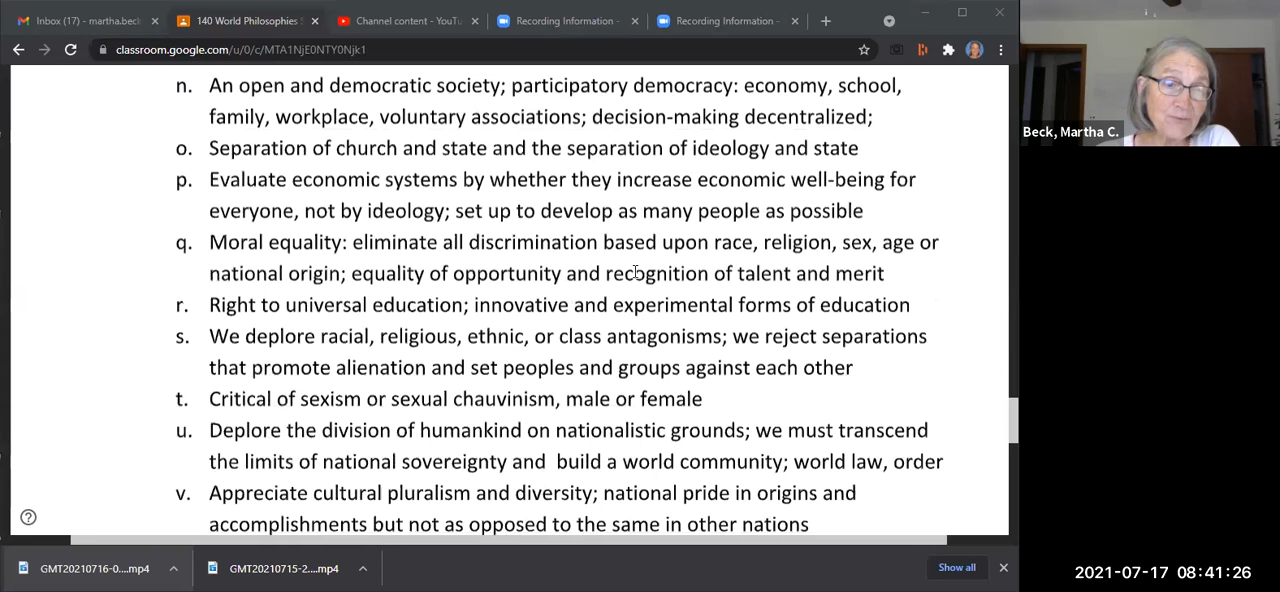 Inbox (17) - martha.beck
140 World Philosophies S
Channel content - YouTu
Recording Information -
Recording Information -
classroom.google.com/u/0/c/MTA1NjE0NTY0Njk1
n. An open and democratic society; participatory democracy: economy, school,
family, workplace, voluntary associations; decision-making decentralized;
o. Separation of church and state and the separation of ideology and state
p. Evaluate economic systems by whether they increase economic well-being for
everyone, not by ideology; set up to develop as many people as possible
q. Moral equality: eliminate all discrimination based upon race, religion, sex, age or
national origin; equality of opportunity and recognition of talent and merit
r. Right to universal education; innovative and experimental forms of education
s. We deplore racial, religious, ethnic, or class antagonisms; we reject separations
that promote alienation and set peoples and groups against each other
t. Critical of sexism or sexual chauvinism, male or female
u. Deplore the division of humankind on nationalistic grounds; we must transcend
the limits of national sovereignty and build a world community; world law, order
v. Appreciate cultural pluralism and diversity; national pride in origins and
accomplishments but not as opposed to the same in other nations
Beck, Martha C.
GMT20210716-0....mp4
GMT20210715-2....mp4
Show all
2021-07-17 08:41:26